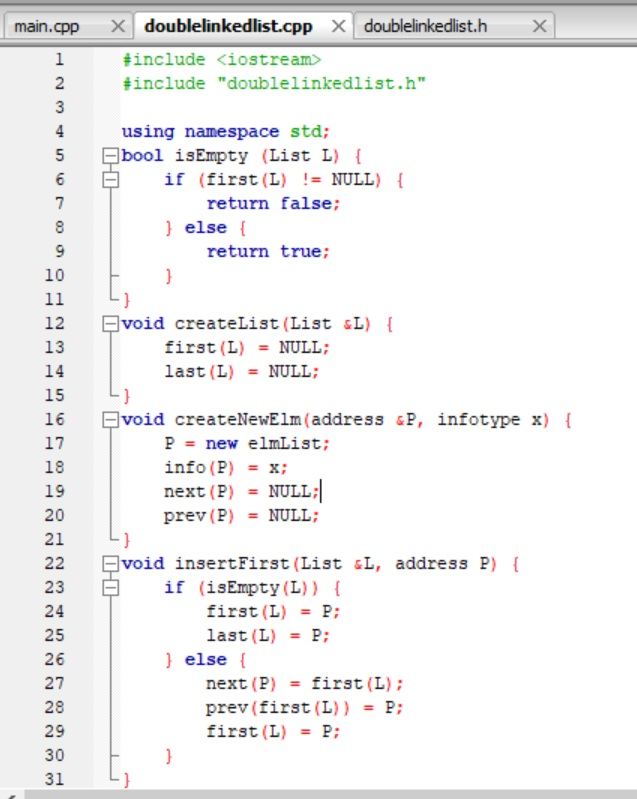 main.cpp doublelinkedlist.cpp doublelinkedlist.h
1 #include <iostream>
2 #include "doublelinkedlist.h"
3
4 using namespace std;
5 bool isEmpty (List L) {
6 if (first(L) != NULL) {
7 return false;
8 } else {
9 return true;
10 }
11 }
12 void createList(List &L) {
13 first(L) = NULL;
14 last(L) = NULL;
15 }
16 void createNewElm(address &P, infotype x) {
17 P = new elmList;
18 info(P) = x;
19 next(P) = NULL;
20 prev(P) = NULL;
21 }
22 void insertFirst(List &L, address P) {
23 if (isEmpty(L)) {
24 first(L) = P;
25 last(L) = P;
26 } else {
27 next(P) = first(L);
28 prev(first(L)) = P;
29 first(L) = P;
30 }
31 }